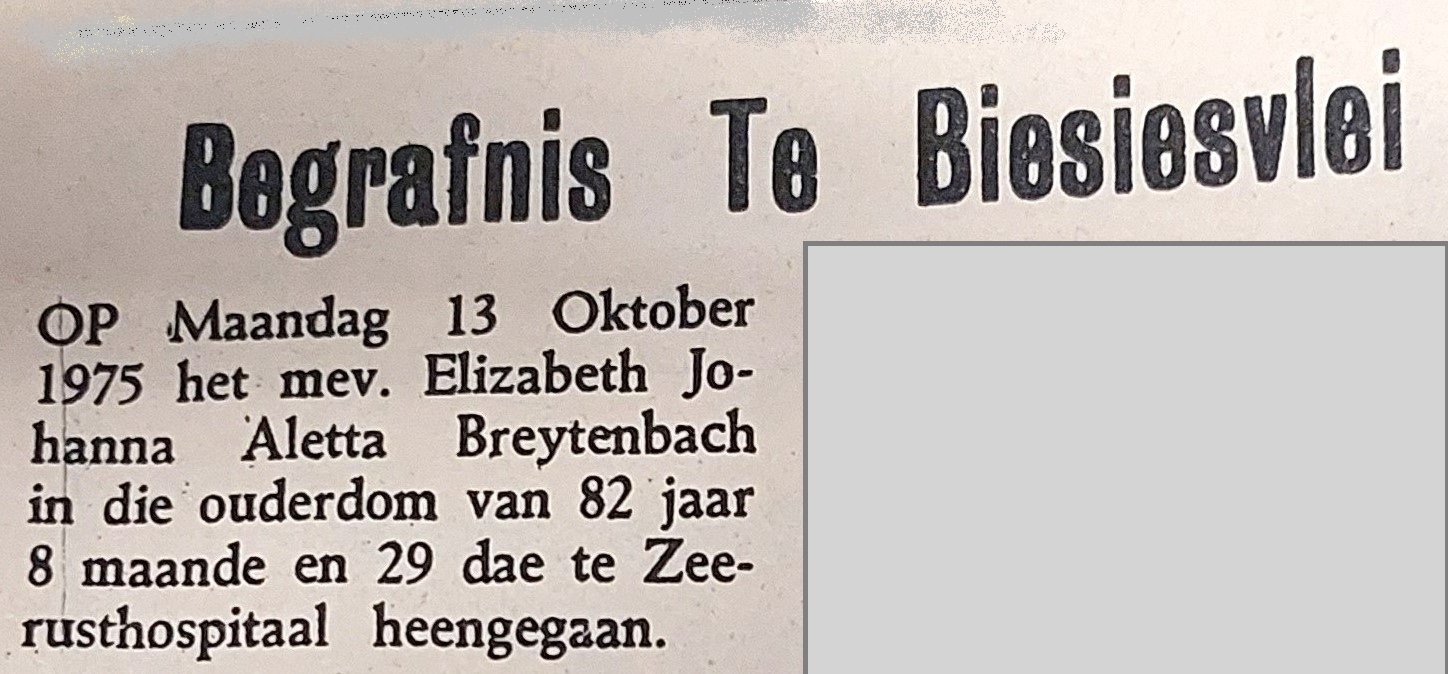 Begrafnis Te Biesiesvlei
OP Maandag 13 Oktober
1975 het mev. Elizabeth Jo-
hanna Aletta Breytenbach
in die ouderdom van 82 jaar
8 maande en 29 dae te Zee-
rusthospitaal heengegaan.